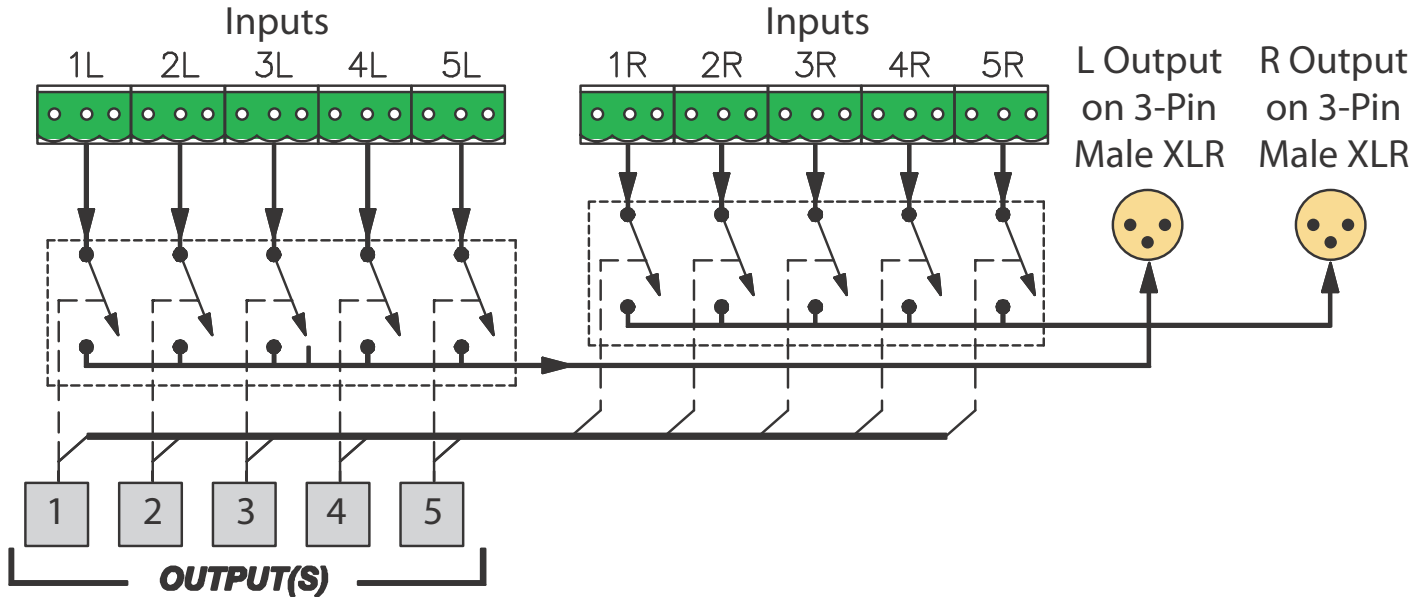 Inputs
1L 2L 3L 4L 5L
Inputs
1R 2R 3R 4R 5R
L Output
on 3-Pin
Male XLR
R Output
on 3-Pin
Male XLR
1 2 3 4 5
OUTPUT(S)